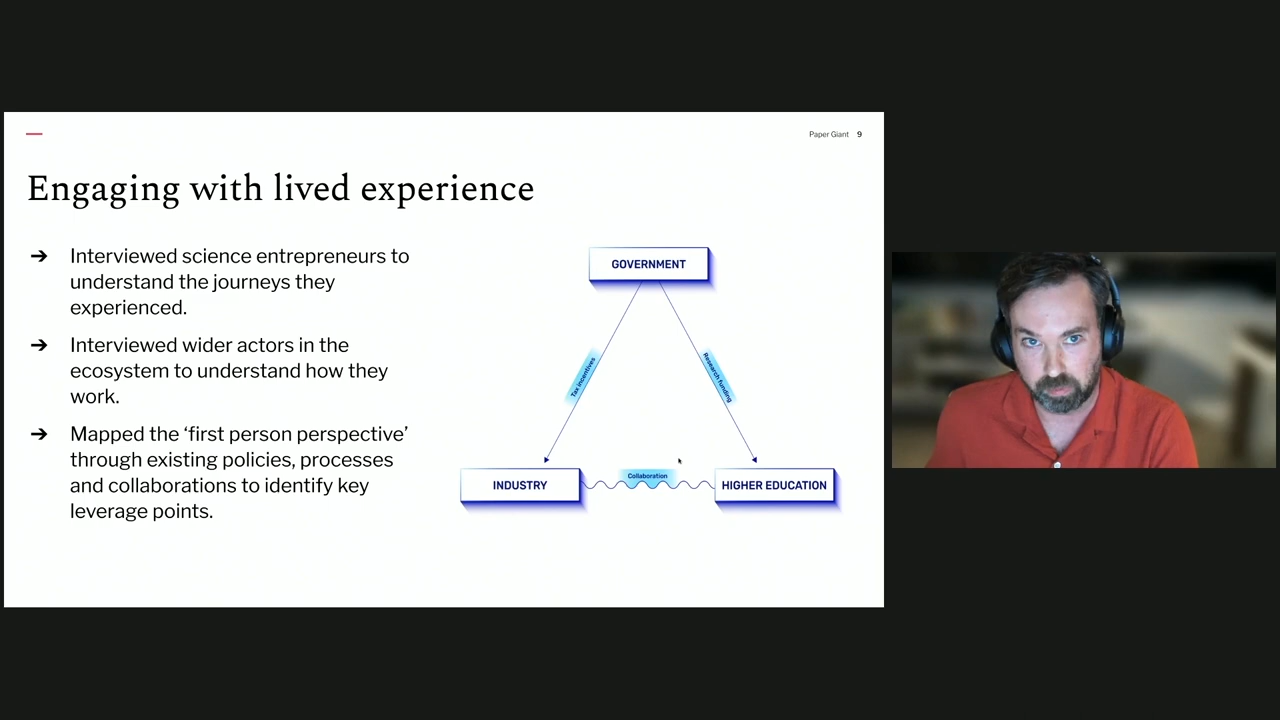 Paper Giant 9
Engaging with lived experience
➔ Interviewed science entrepreneurs to
understand the journeys they
experienced.
➔ Interviewed wider actors in the
ecosystem to understand how they
work.
➔ Mapped the ‘first person perspective’
through existing policies, processes
and collaborations to identify key
leverage points.
GOVERNMENT
Tax incentives
Research funding
INDUSTRY
Collaboration
HIGHER EDUCATION